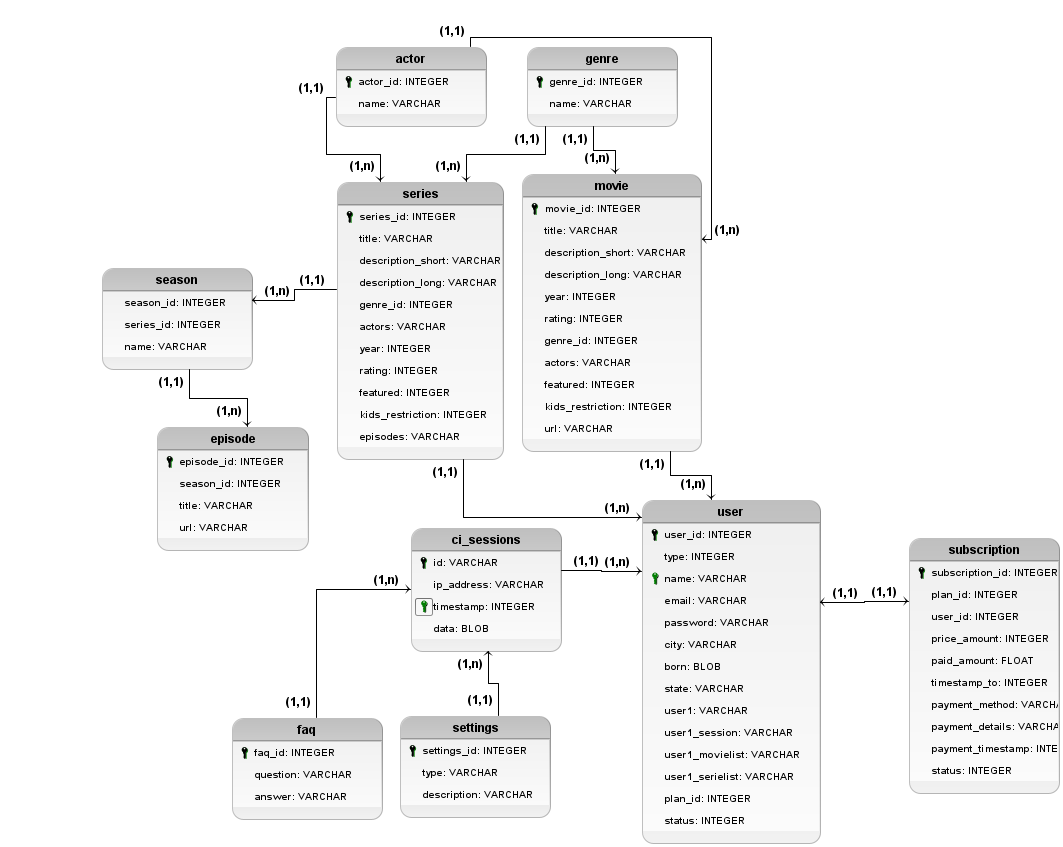 (1,1)
actor
actor_id: INTEGER
name: VARCHAR
genre
genre_id: INTEGER
name: VARCHAR
(1,1)
(1,1)
(1,1)
(1,n)
(1,n)
(1,n)
(1,n)
series
series_id: INTEGER
title: VARCHAR
description_short: VARCHAR
description_long: VARCHAR
genre_id: INTEGER
actors: VARCHAR
year: INTEGER
rating: INTEGER
featured: INTEGER
kids_restriction: INTEGER
episodes: VARCHAR
movie
movie_id: INTEGER
title: VARCHAR
description_short: VARCHAR
description_long: VARCHAR
year: INTEGER
rating: INTEGER
genre_id: INTEGER
actors: VARCHAR
featured: INTEGER
kids_restriction: INTEGER
url: VARCHAR
season
season_id: INTEGER
series_id: INTEGER
name: VARCHAR
(1,1)
(1,n)
(1,1)
(1,n)
episode
episode_id: INTEGER
season_id: INTEGER
title: VARCHAR
url: VARCHAR
(1,1)
(1,n)
(1,1)
(1,n)
ci_sessions
id: VARCHAR
ip_address: VARCHAR
timestamp: INTEGER
data: BLOB
(1,1)
(1,n)
user
user_id: INTEGER
type: INTEGER
name: VARCHAR
email: VARCHAR
password: VARCHAR
city: VARCHAR
born: BLOB
state: VARCHAR
user1: VARCHAR
user1_session: VARCHAR
user1_movielist: VARCHAR
user1_serielist: VARCHAR
plan_id: INTEGER
status: INTEGER
(1,1)
(1,1)
subscription
subscription_id: INTEGER
plan_id: INTEGER
user_id: INTEGER
price_amount: INTEGER
paid_amount: FLOAT
timestamp_to: INTEGER
payment_method: VARCHA
payment_details: VARCHA
payment_timestamp: INTE
status: INTEGER
(1,n)
(1,1)
(1,n)
(1,1)
faq
faq_id: INTEGER
question: VARCHAR
answer: VARCHAR
settings
settings_id: INTEGER
type: VARCHAR
description: VARCHAR